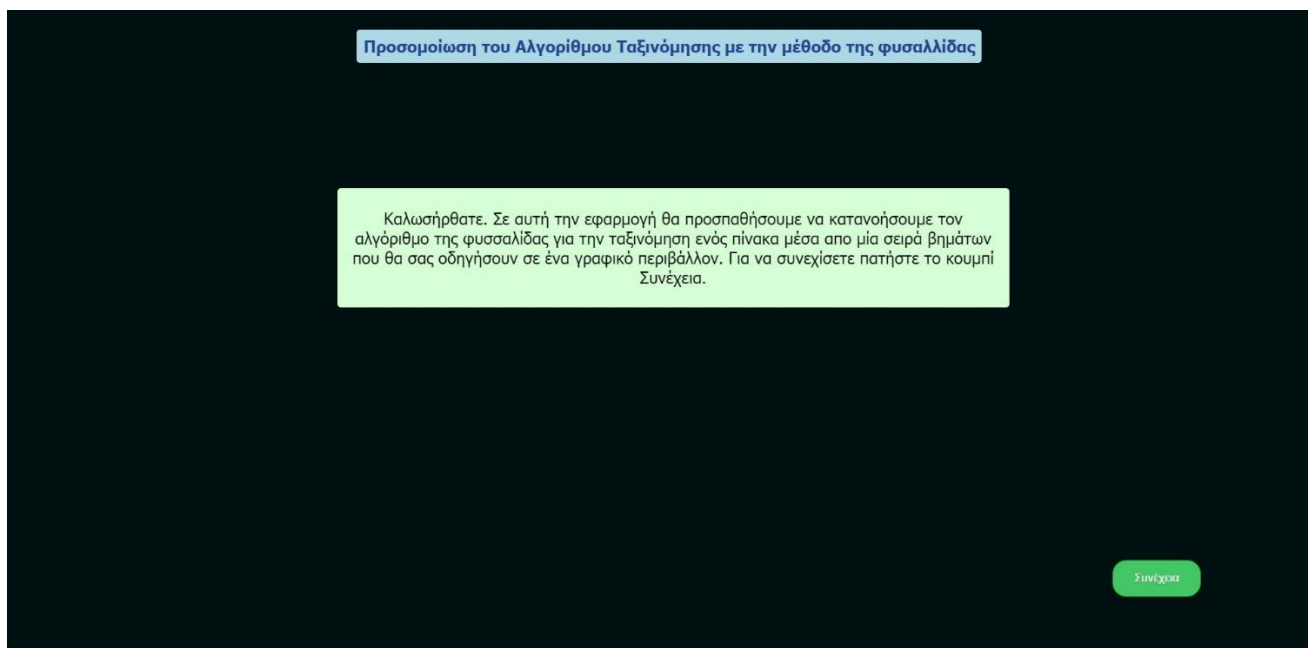 Προσομοίωση του Αλγορίθμου Ταξινόμησης με την μέθοδο της φυσαλλίδας
Καλωσήρθατε. Σε αυτή την εφαρμογή θα προσπαθήσουμε να κατανοήσουμε τον
αλγόριθμο της φυσσαλίδας για την ταξινόμηση ενός πίνακα μέσα απο μία σειρά βημάτων
που θα σας οδηγήσουν σε ένα γραφικό περιβάλλον. Για να συνεχίσετε πατήστε το κουμπί
Συνέχεια.
Συνέχεια